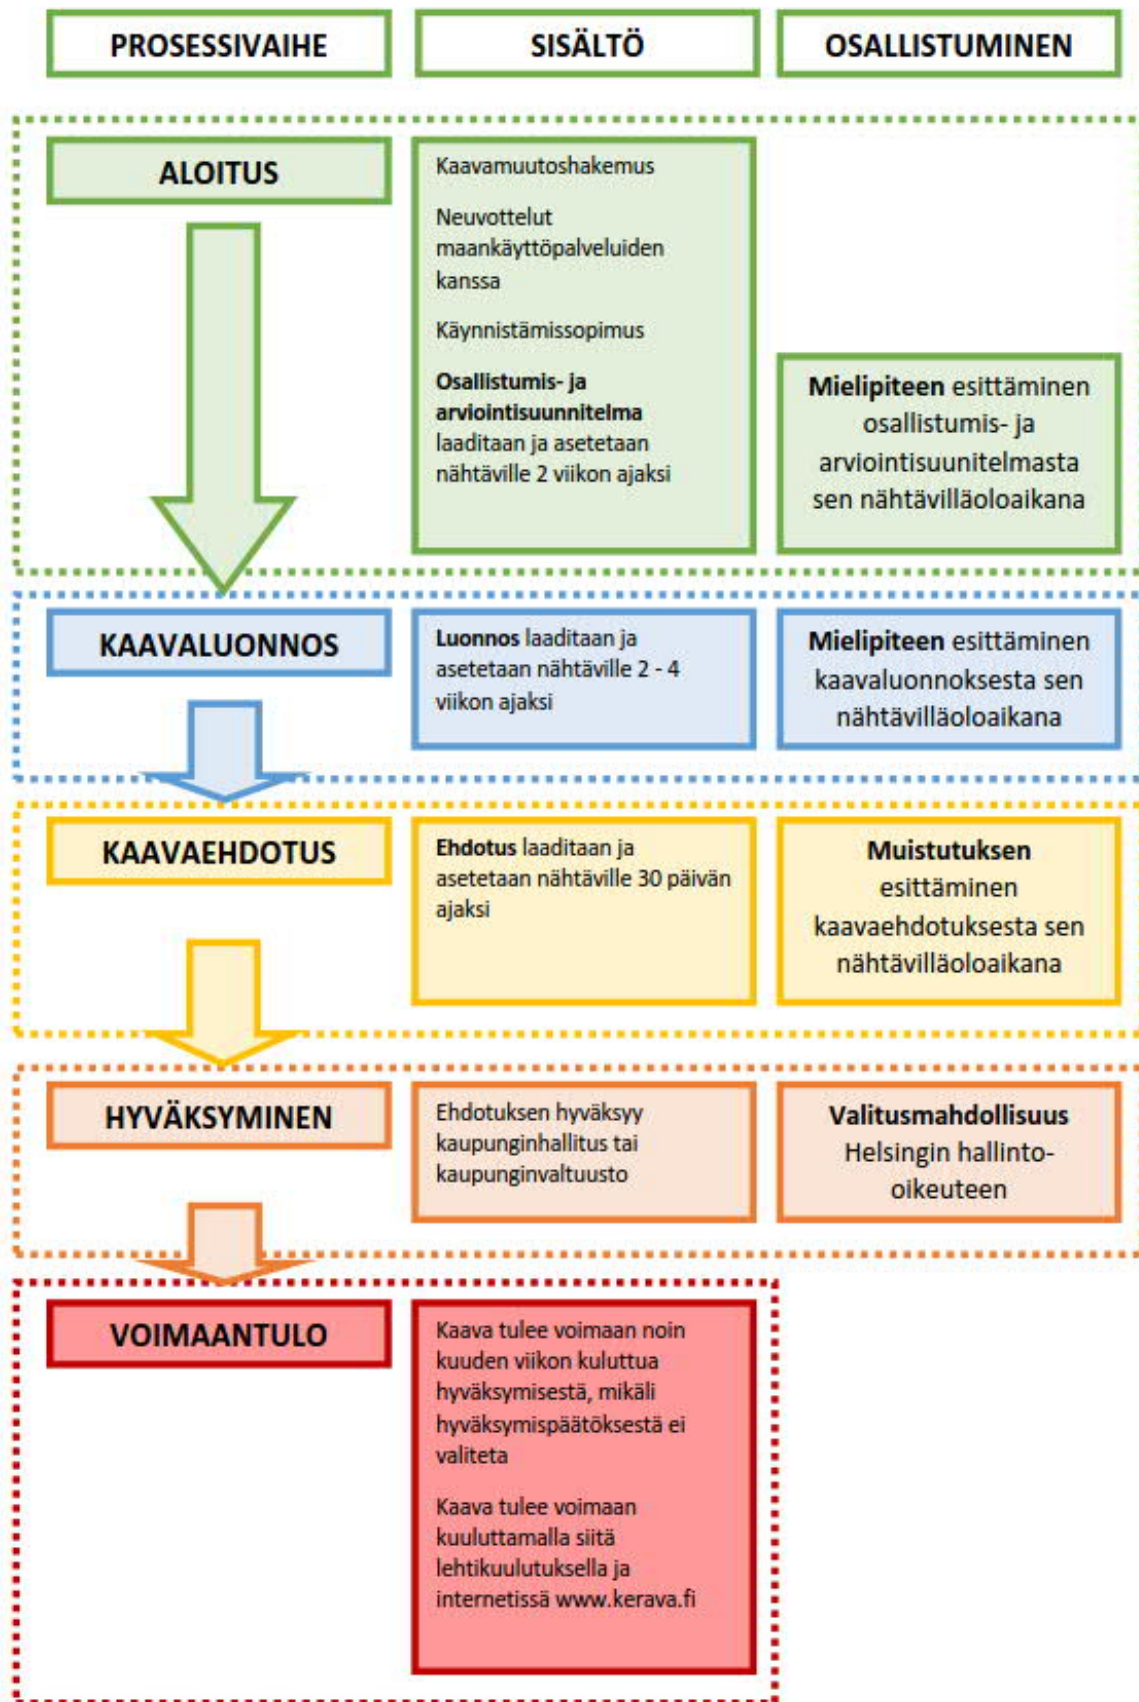 PROSESSIVAIHE
SISÄLTÖ
OSALLISTUMINEN
ALOITUS
Kaavamuutoshakemus
Neuvottelut
maankäyttöpalveluiden
kanssa
Käynnistämissopimus
Osallistumis- ja
arviointisuunnitelma
laaditaan ja asetetaan
nähtäville 2 viikon ajaksi
Mielipiteen esittäminen
osallistumis- ja
arviointisuunitelmasta
sen nähtävilläoloaikana
KAAVALUONNOS
Luonnos laaditaan ja
asetetaan nähtäville 2 - 4
viikon ajaksi
Mielipiteen esittäminen
kaavaluonnoksesta sen
nähtävilläoloaikana
KAAVAEHDOTUS
Ehdotus laaditaan ja
asetetaan nähtäville 30 päivän
ajaksi
Muistutuksen
esittäminen
kaavaehdotuksesta sen
nähtävilläoloaikana
HYVÄKSYMINEN
Ehdotuksen hyväksyy
kaupunginhallitus tai
kaupunginvaltuusto
Valitusmahdollisuus
Helsingin hallinto-
oikeuteen
VOIMAANTULO
Kaava tulee voimaan noin
kuuden viikon kuluttua
hyväksymisestä, mikäli
hyväksymispäätöksestä ei
valiteta
Kaava tulee voimaan
kuuluttamalla siitä
lehtikuulutuksella ja
internetissä www.kerava.fi